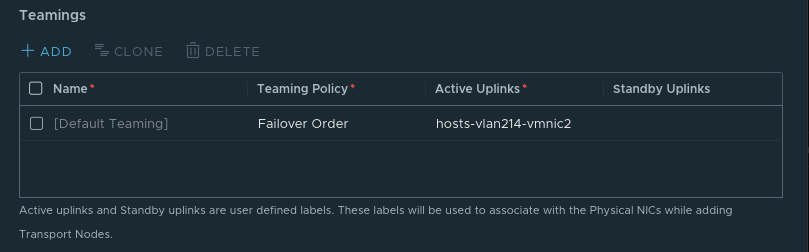 Teamings
+ ADD CLONE DELETE
Name* Teaming Policy* Active Uplinks* Standby Uplinks
[Default Teaming] Failover Order hosts-vlan214-vmnic2
Active uplinks and Standby uplinks are user defined labels. These labels will be used to associate with the Physical NICs while adding
Transport Nodes.